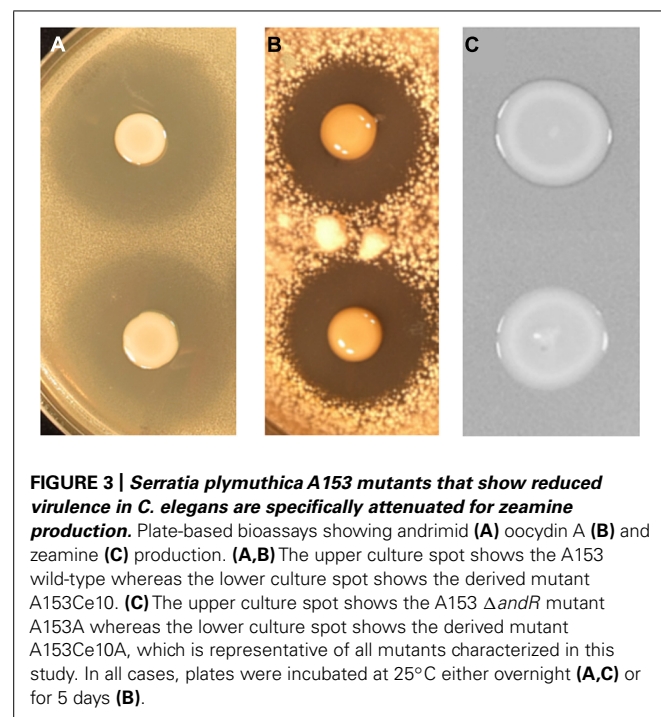 A
B
C
FIGURE 3 | Serratia plymuthica A153 mutants that show reduced
virulence in C. elegans are specifically attenuated for zeamine
production. Plate-based bioassays showing andrimid (A) oocydin A (B) and
zeamine (C) production. (A,B) The upper culture spot shows the A153
wild-type whereas the lower culture spot shows the derived mutant
A153Ce10. (C) The upper culture spot shows the A153 ΔandR mutant
A153A whereas the lower culture spot shows the derived mutant
A153Ce10A, which is representative of all mutants characterized in this
study. In all cases, plates were incubated at 25°C either overnight (A,C) or
for 5 days (B).